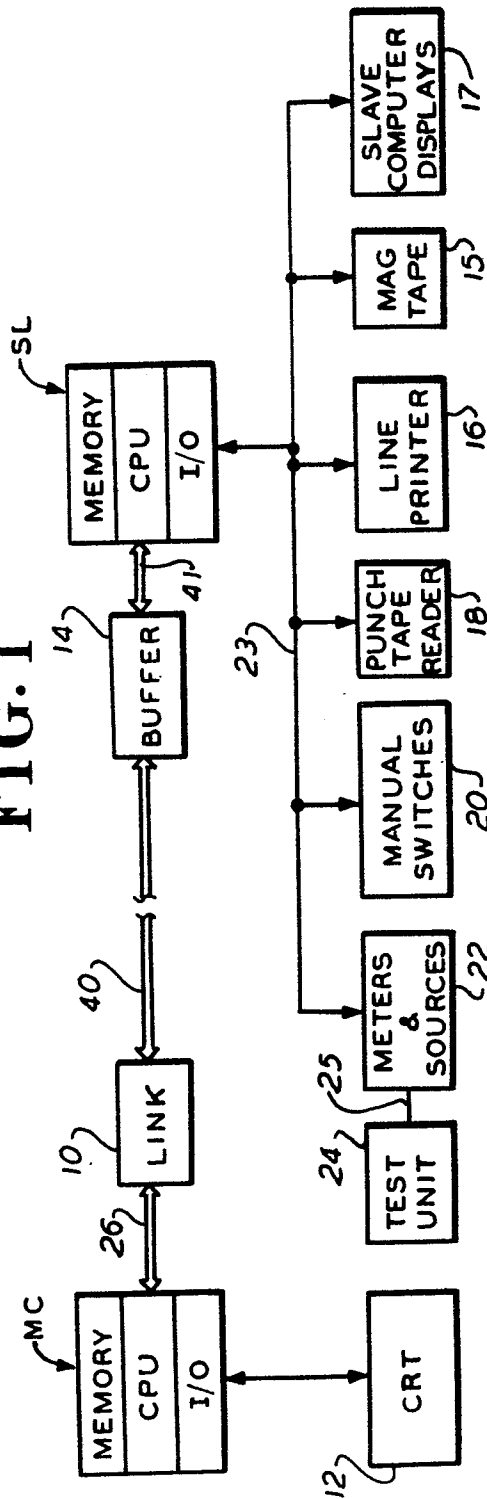 FIG. 1
MC
MEMORY
CPU
I/O
26
10
LINK
40
14
BUFFER
41
SL
MEMORY
CPU
I/O
23
12
CRT
24
TEST
UNIT
25
METERS
&
SOURCES
22
MANUAL
SWITCHES
20
PUNCH
TAPE
READER
18
LINE
PRINTER
16
MAG
TAPE
15
SLAVE
COMPUTER
DISPLAYS
17